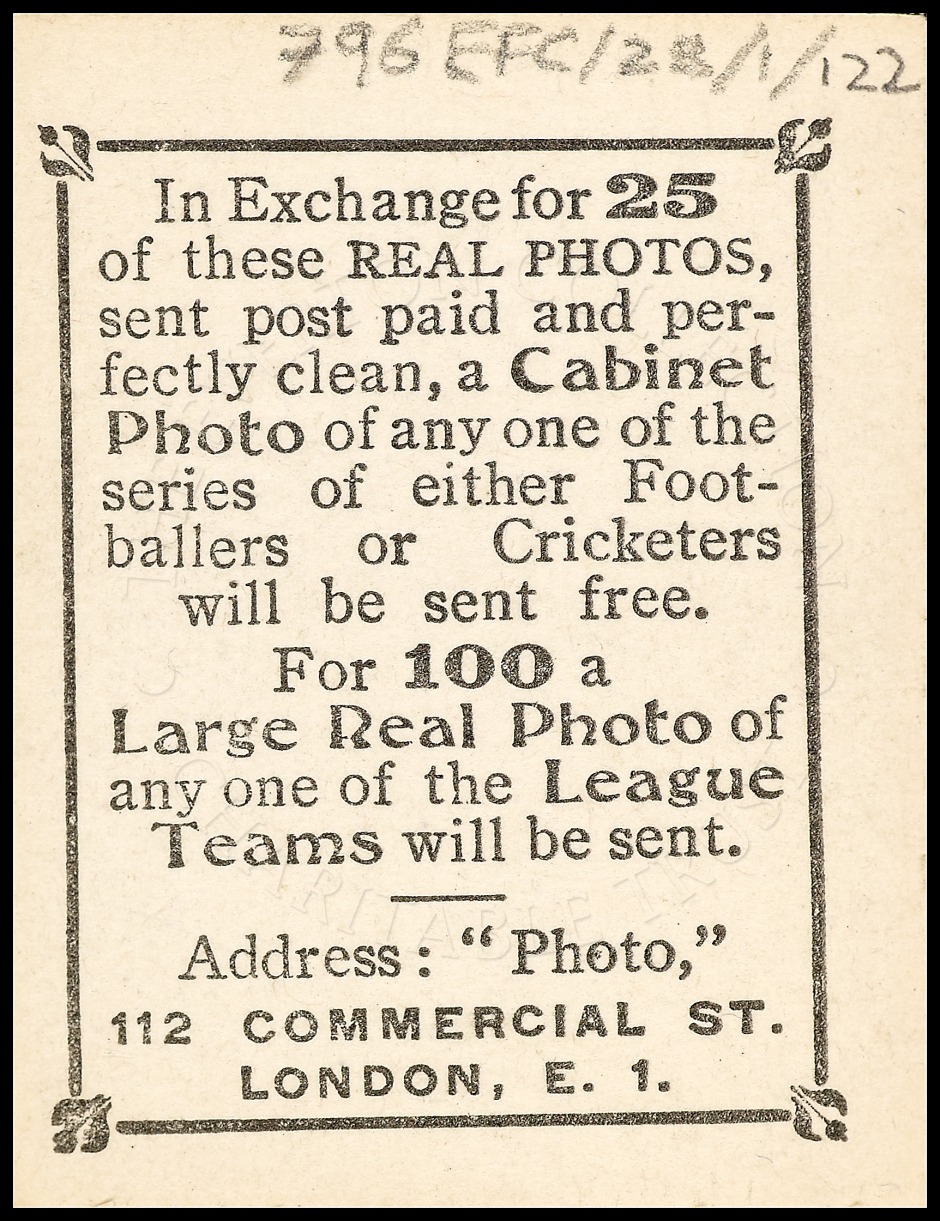 796 EFC/28/1/122
In Exchange for 25
of these REAL PHOTOS,
sent post paid and per-
fectly clean, a Cabinet
Photo of any one of the
series of either Foot-
ballers or Cricketers
will be sent free.
For 100 a
Large Real Photo of
any one of the League
Teams will be sent.
Address: "Photo,"
112 COMMERCIAL ST.
LONDON, E. 1.
CHARITABLE TRUST